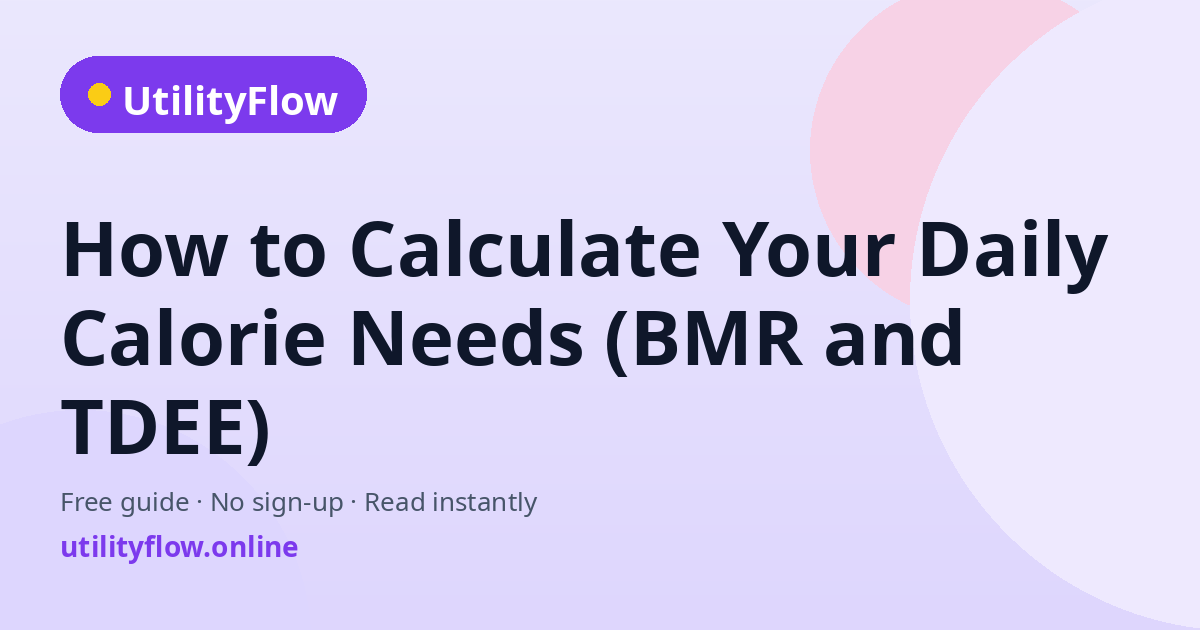 UtilityFlow
How to Calculate Your Daily
Calorie Needs (BMR and
TDEE)
Free guide · No sign-up · Read instantly
utilityflow.online